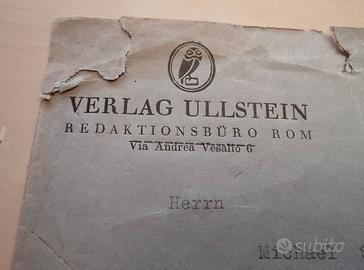 VERLAG ULLSTEIN
REDAKTIONSBÜRO ROM
Via Andrea Vesalio 6
Herrn
Michael
subito